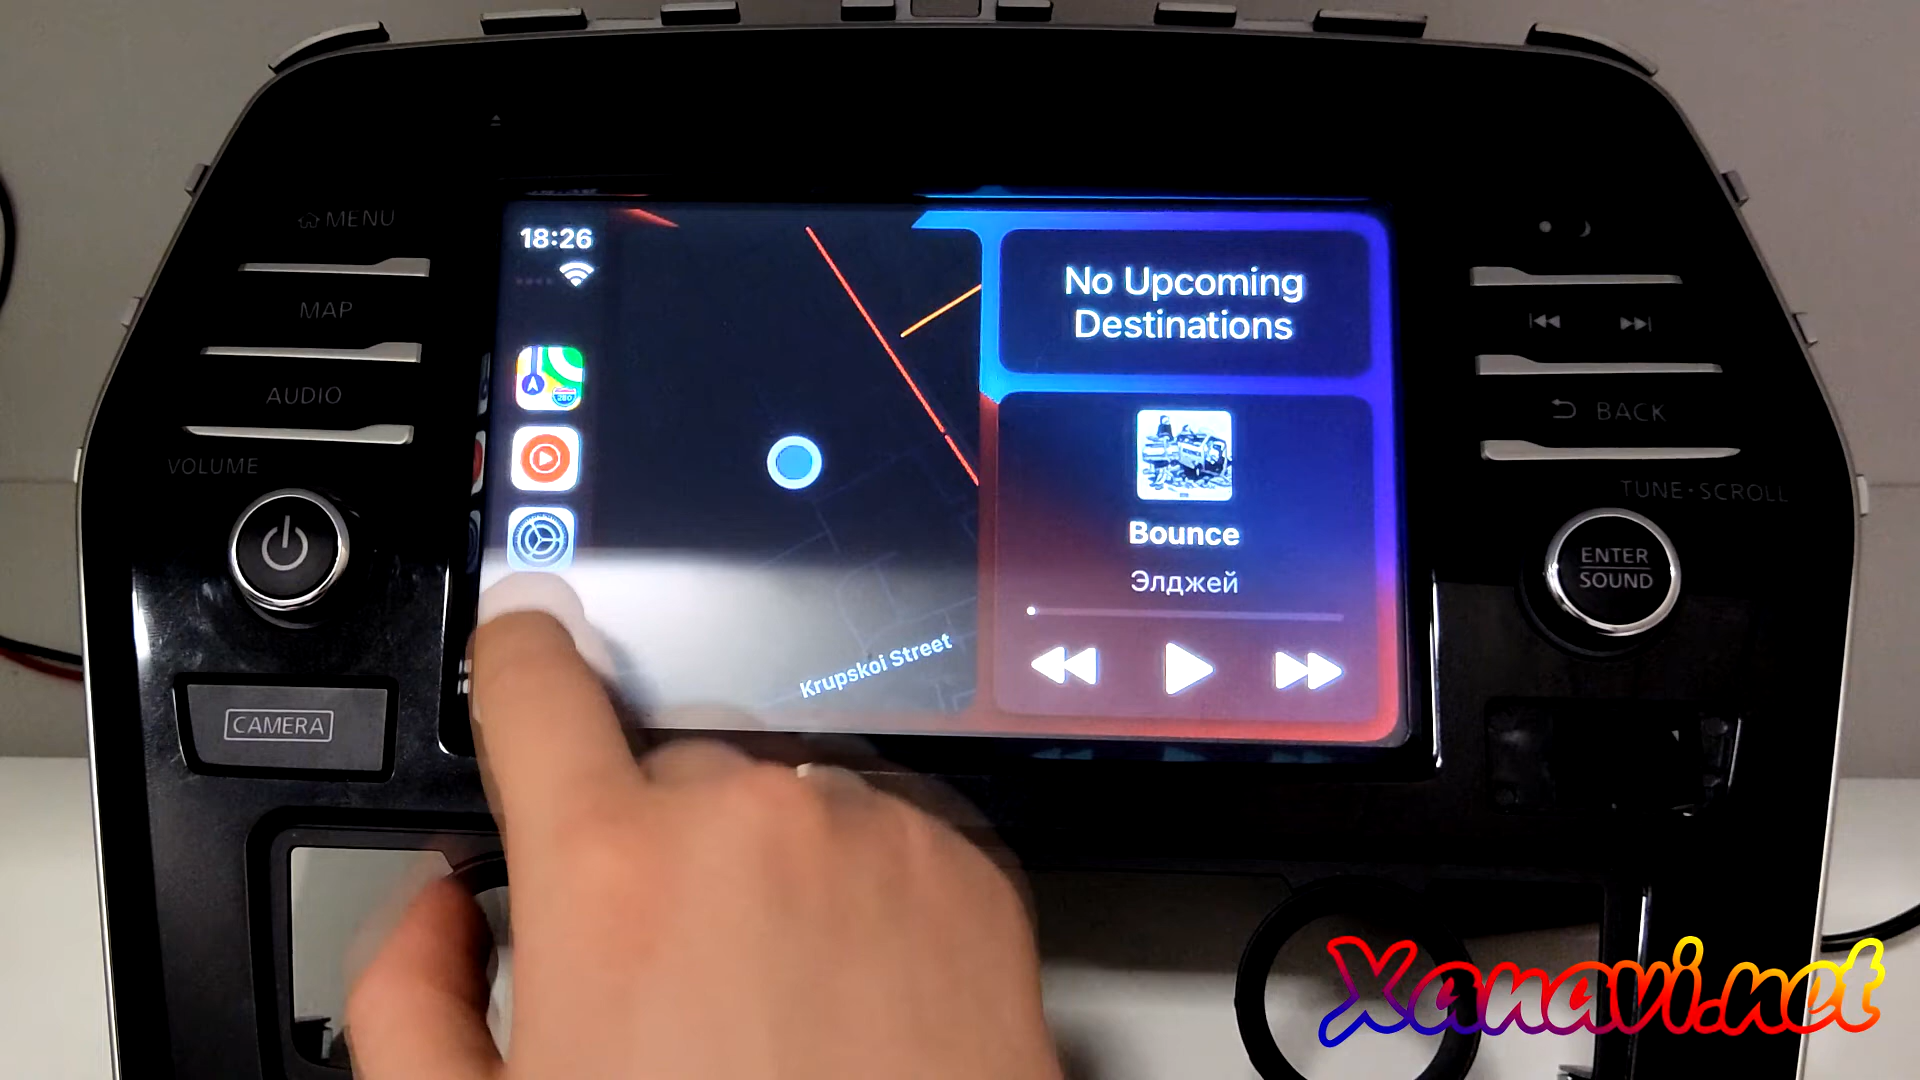 MENU
MAP
AUDIO
VOLUME
CAMERA
18:26
280
Krupskoi Street
No Upcoming
Destinations
Bounce
Элджей
BACK
TUNE·SCROLL
ENTER
SOUND
Xanavi.net